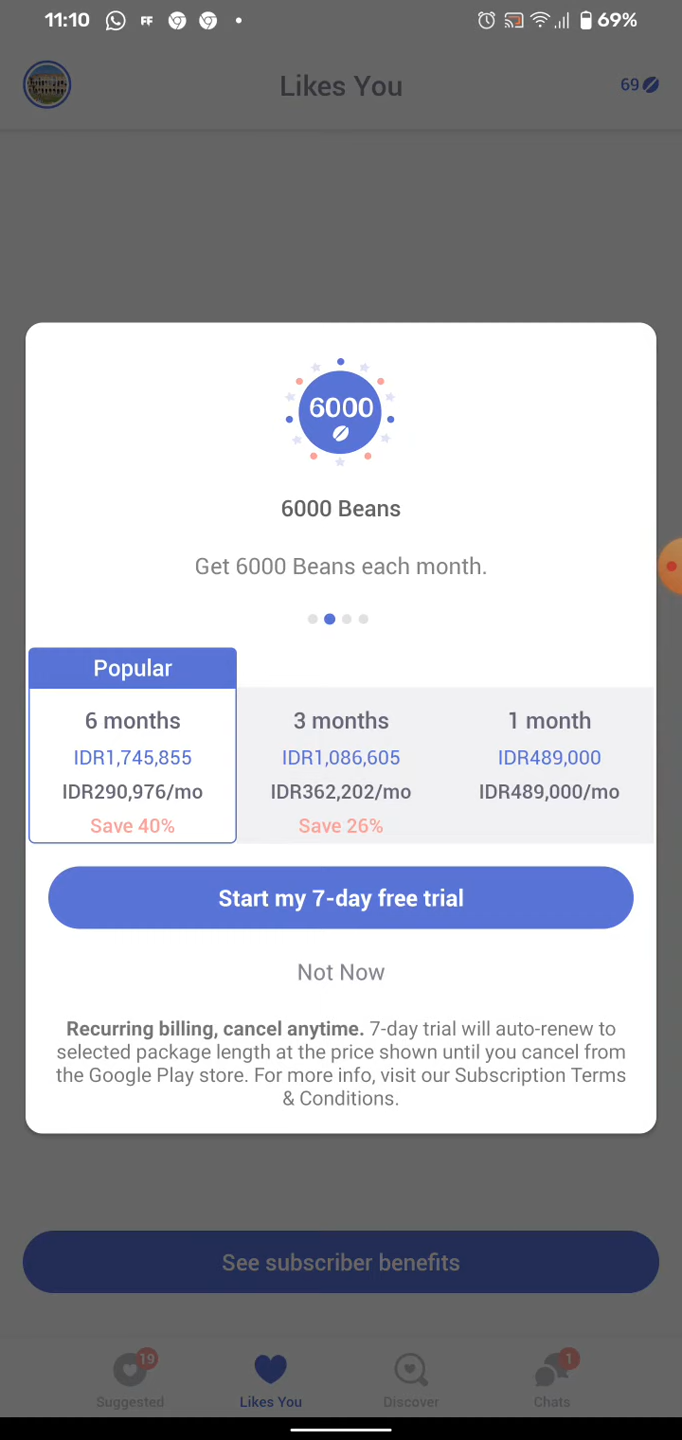 11:10 FF 69%
Likes You
69
6000
6000 Beans
Get 6000 Beans each month.
Popular
6 months
IDR1,745,855
IDR290,976/mo
Save 40%
3 months
IDR1,086,605
IDR362,202/mo
Save 26%
1 month
IDR489,000
IDR489,000/mo
Start my 7-day free trial
Not Now
Recurring billing, cancel anytime. 7-day trial will auto-renew to
selected package length at the price shown until you cancel from
the Google Play store. For more info, visit our Subscription Terms
& Conditions.
See subscriber benefits
19
1
Suggested
Likes You
Discover
Chats